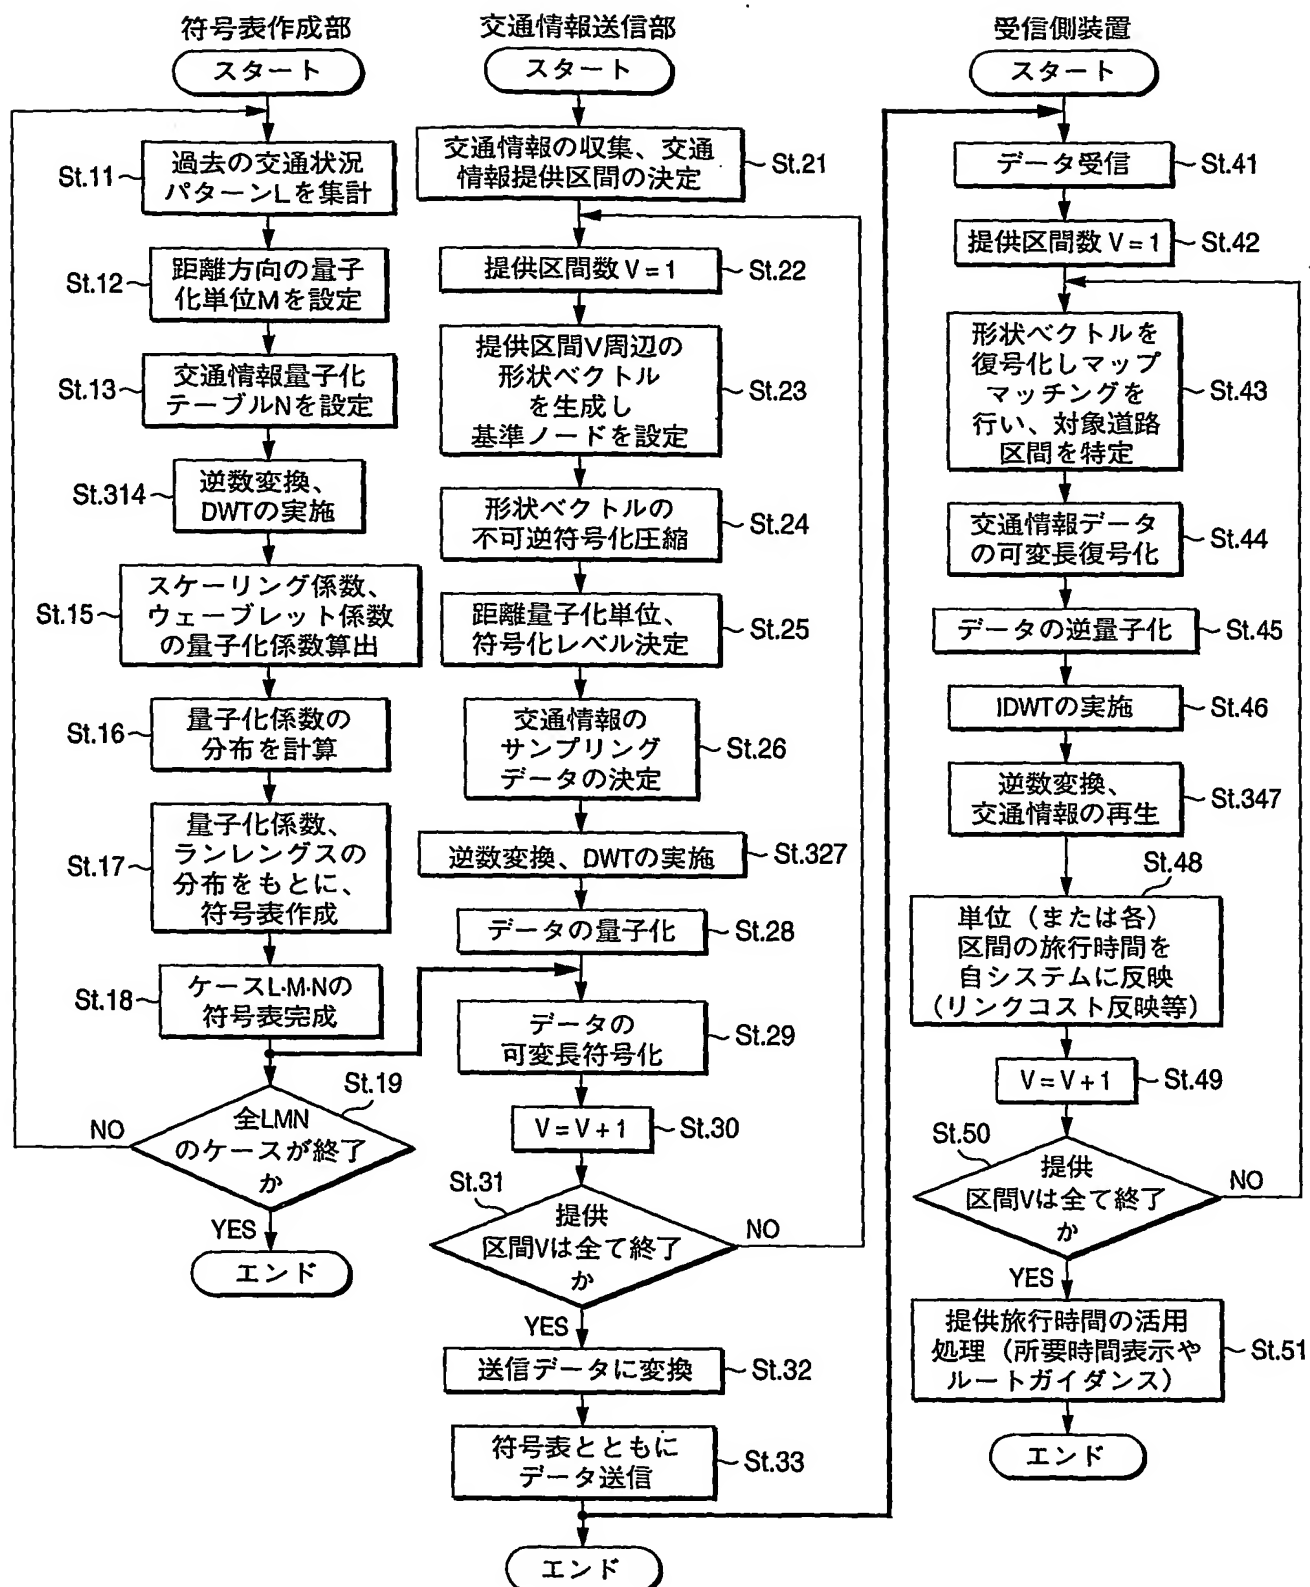 符号表作成部
スタート
St.11
過去の交通状況
パターンLを集計
St.12
距離方向の量子
化単位Mを設定
St.13
交通情報量子化
テーブルNを設定
St.314
逆数変換、
DWTの実施
St.15
スケーリング係数、
ウェーブレット係数
の量子化係数算出
St.16
量子化係数の
分布を計算
St.17
量子化係数、
ランレングスの
分布をもとに、
符号表作成
St.18
ケースL·M·Nの
符号表完成
St.19
全LMN
のケースが終了
か
NO
YES
エンド
交通情報送信部
スタート
交通情報の収集、交通
情報提供区間の決定
St.21
提供区間数 V = 1
St.22
提供区間V周辺の
形状ベクトル
を生成し
基準ノードを設定
St.23
形状ベクトルの
不可逆符号化圧縮
St.24
距離量子化単位、
符号化レベル決定
St.25
交通情報の
サンプリング
データの決定
St.26
逆数変換、DWTの実施
St.327
データの量子化
St.28
データの
可変長符号化
St.29
V = V + 1
St.30
St.31
提供
区間Vは全て終了
か
NO
YES
送信データに変換
St.32
符号表とともに
データ送信
St.33
エンド
受信側装置
スタート
データ受信
St.41
提供区間数 V = 1
St.42
形状ベクトルを
復号化しマップ
マッチングを
行い、対象道路
区間を特定
St.43
交通情報データ
の可変長復号化
St.44
データの逆量子化
St.45
IDWTの実施
St.46
逆数変換、
交通情報の再生
St.347
St.48
単位（または各）
区間の旅行時間を
自システムに反映
（リンクコスト反映等）
V = V + 1
St.49
St.50
提供
区間Vは全て終了
か
NO
YES
提供旅行時間の活用
処理（所要時間表示や
ルートガイダンス）
St.51
エンド